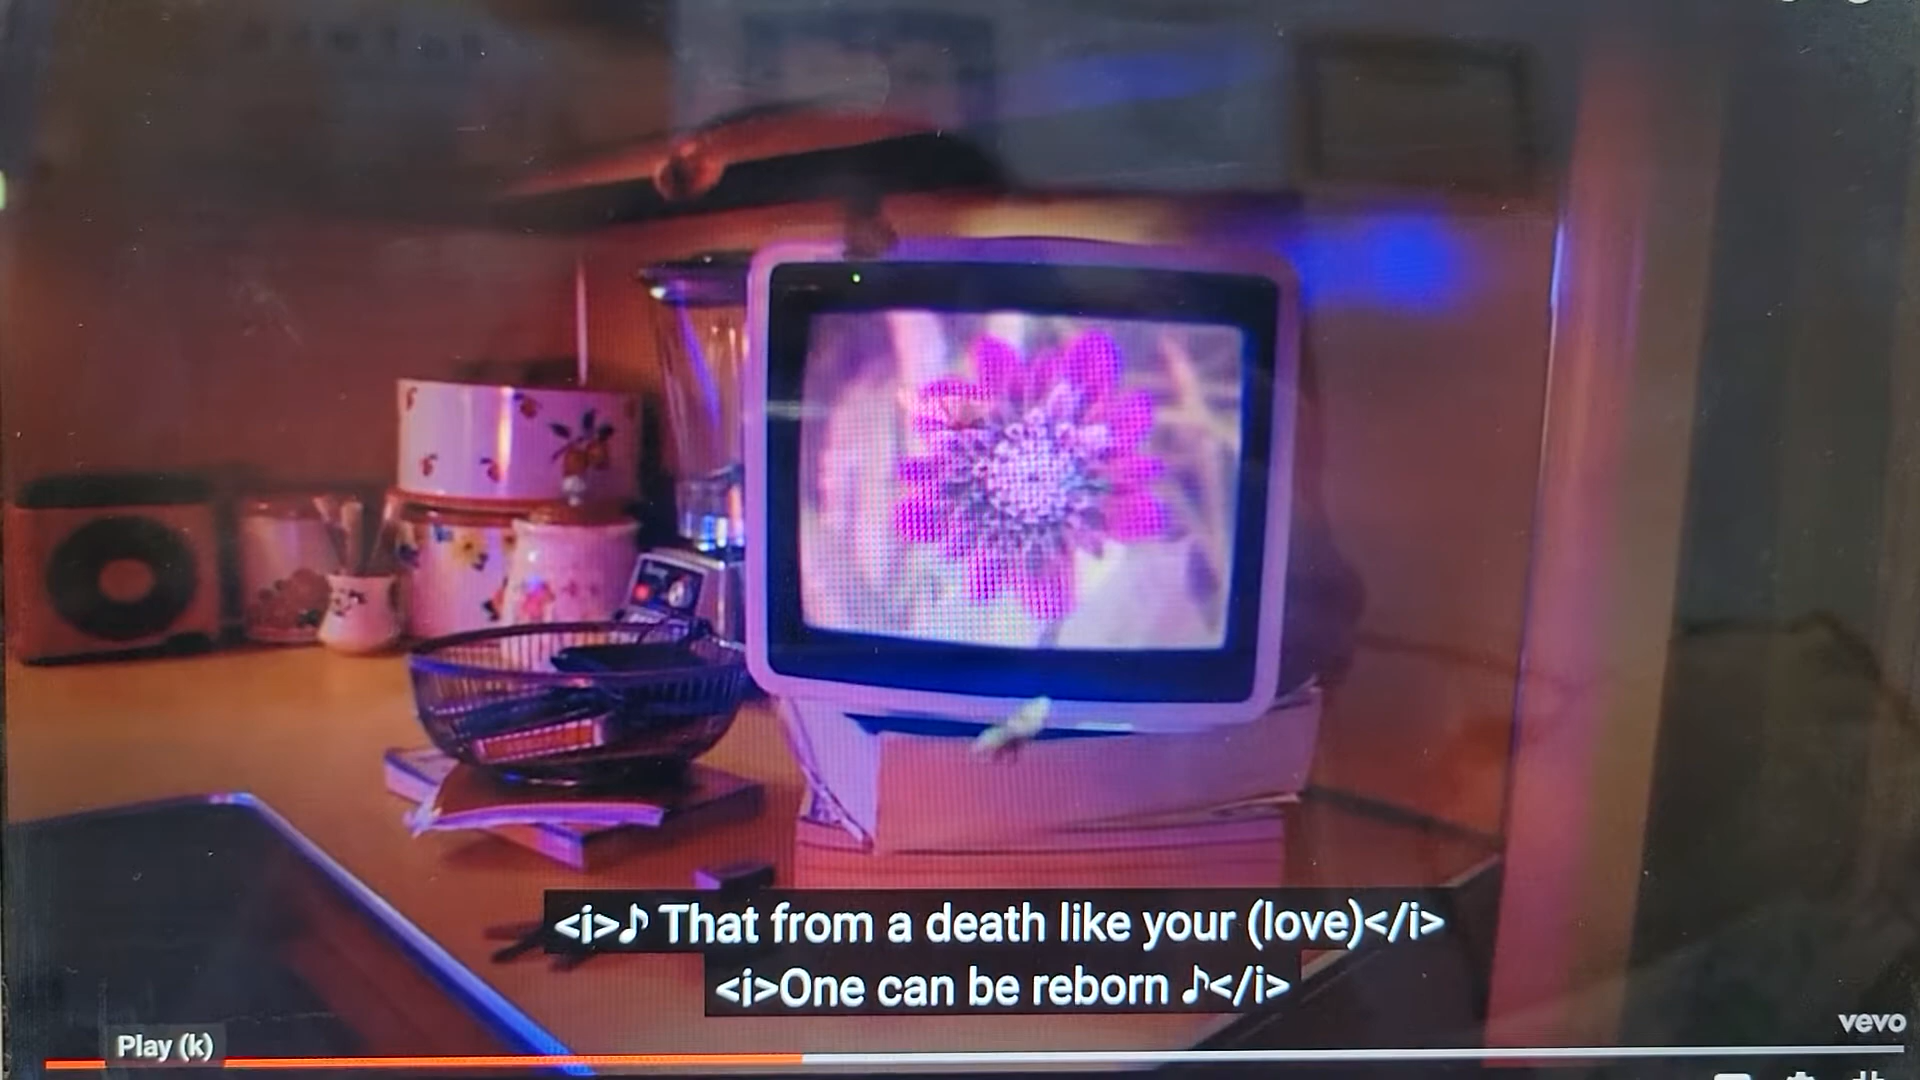 <i>♪ That from a death like your (love)</i>
<i>One can be reborn ♪</i>
vevo
Play (k)